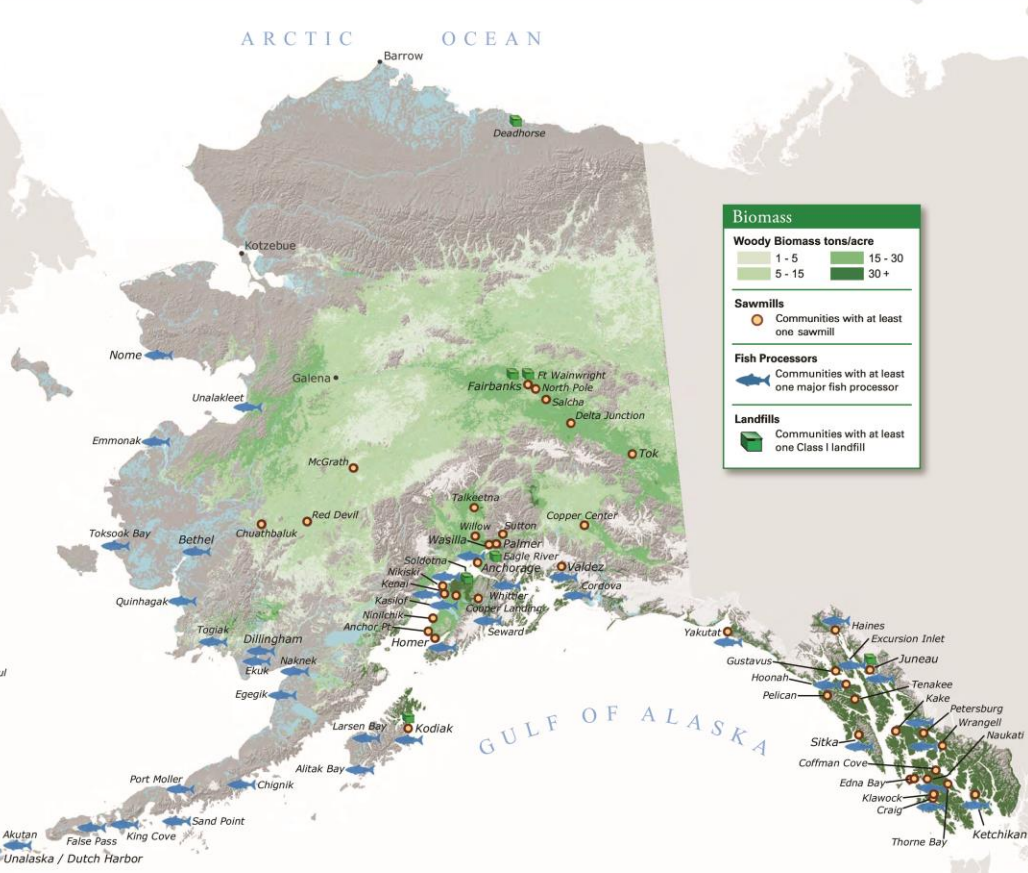 ARCTIC OCEAN
Barrow
Deadhorse
Kotzebue
Biomass
Woody Biomass tons/acre
1 - 5
15 - 30
5 - 15
30 +
Sawmills
Communities with at least
one sawmill
Fish Processors
Communities with at least
one major fish processor
Landfills
Communities with at least
one Class I landfill
Nome
Galena
Ft Wainwright
Fairbanks
North Pole
Salcha
Unalakleet
Delta Junction
Emmonak
McGrath
Tok
Talkeetna
Red Devil
Chuathbaluk
Copper Center
Willow
Sutton
Toksook Bay
Bethel
Wasilla
Palmer
Eagle River
Soldotna
Anchorage
Valdez
Nikiski
Kenai
Cordova
Whittier
Quinhagak
Kasilof
Cooper Landing
Ninilchik
Anchor Pt
Seward
Homer
Togiak
Dillingham
Ekuk
Naknek
Egegik
Yakutat
Haines
Excursion Inlet
Gustavus
Juneau
Hoonah
Tenakee
Pelican
Kake
Petersburg
Wrangell
Naukati
Sitka
Coffman Cove
Edna Bay
Klawock
Craig
Thorne Bay
Ketchikan
Larsen Bay
Kodiak
GULF OF ALASKA
Alitak Bay
Port Moller
Chignik
Sand Point
King Cove
False Pass
Akutan
Unalaska / Dutch Harbor